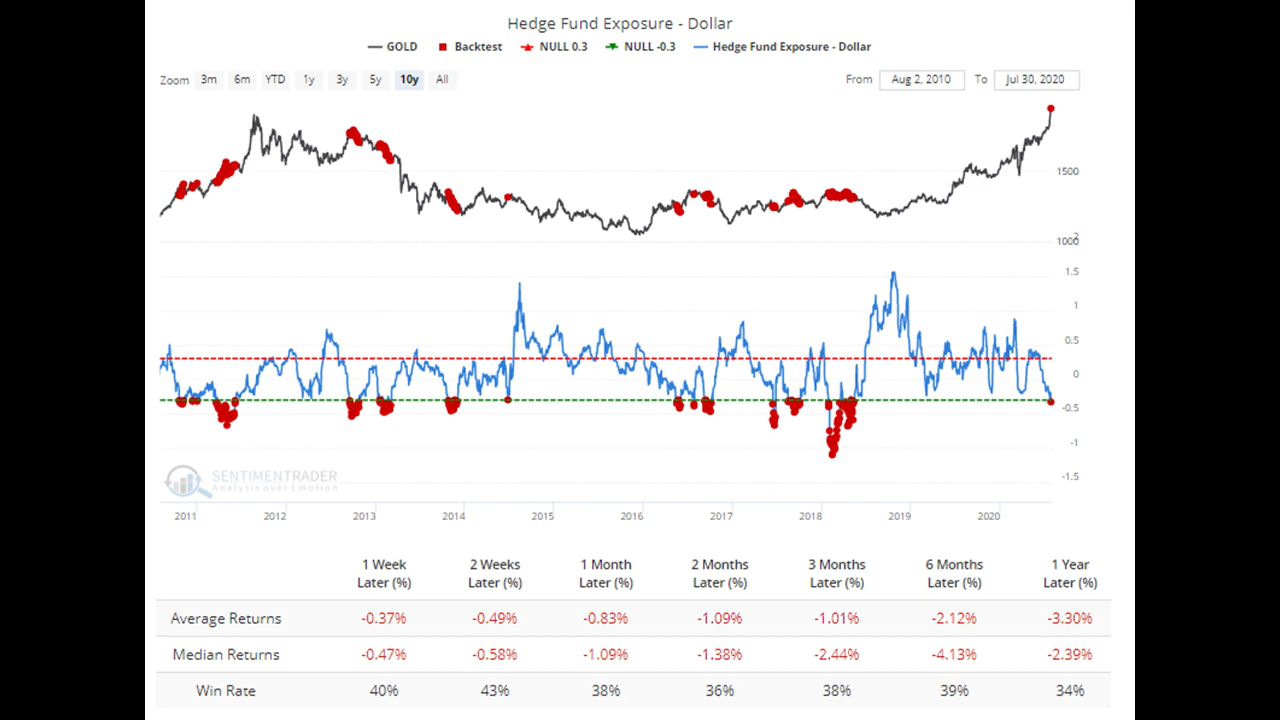 Hedge Fund Exposure - Dollar
GOLD Backtest NULL 0.3 NULL -0.3 Hedge Fund Exposure - Dollar
Zoom 3m 6m YTD 1y 3y 5y 10y All From Aug 2, 2010 To Jul 30, 2020
1500
1000
2
1.5
1
0.5
0
-0.5
-1
-1.5
SENTIMENTRADER
Analysis over Emotion
2011 2012 2013 2014 2015 2016 2017 2018 2019 2020
1 Week 2 Weeks 1 Month 2 Months 3 Months 6 Months 1 Year
Later (%) Later (%) Later (%) Later (%) Later (%) Later (%) Later (%)
Average Returns -0.37% -0.49% -0.83% -1.09% -1.01% -2.12% -3.30%
Median Returns -0.47% -0.58% -1.09% -1.38% -2.44% -4.13% -2.39%
Win Rate 40% 43% 38% 36% 38% 39% 34%